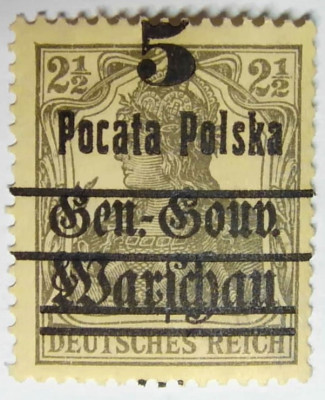 5
2½ 2½
Pocata Polska
Gen.-Gouv.
Warschau
DEUTSCHES REICH